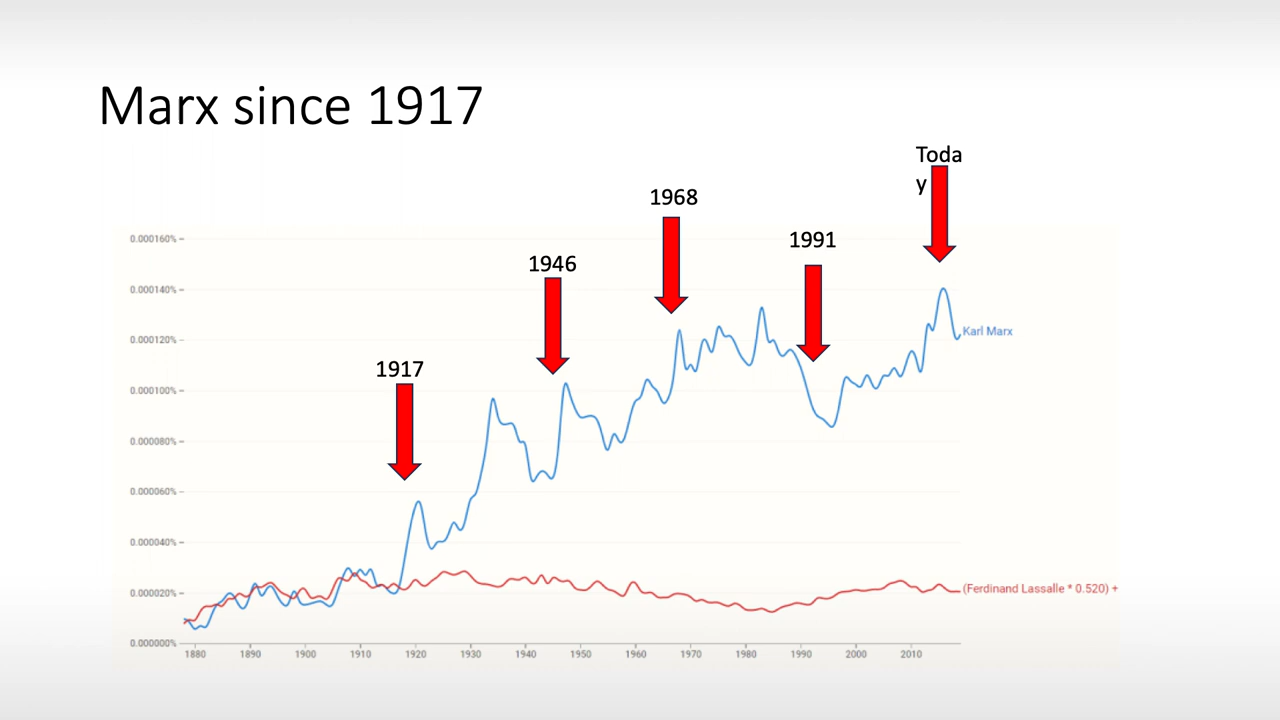 Marx since 1917
Toda
y
1968
1991
1946
1917
0.000160%
0.000140%
0.000120%
0.000100%
0.000080%
0.000060%
0.000040%
0.000020%
0.000000%
Karl Marx
(Ferdinand Lassalle * 0.520) +
1880 1890 1900 1910 1920 1930 1940 1950 1960 1970 1980 1990 2000 2010